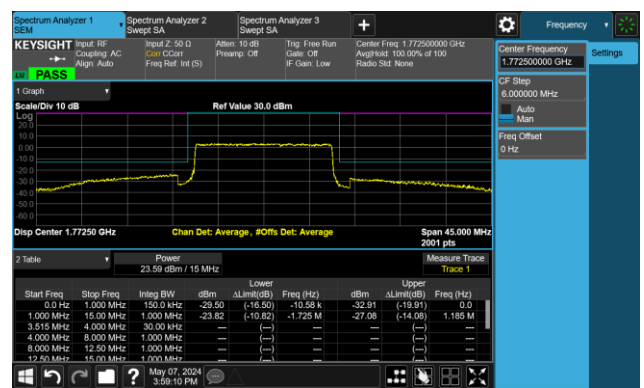 Spectrum Analyzer 1
SEM
Spectrum Analyzer 2
Swept SA
Spectrum Analyzer 3
Swept SA
+
Frequency
KEYSIGHT
Input: RF
Coupling: AC
Align: Auto
Input Z: 50 Ω
Corr CCorr
Freq Ref: Int (S)
Atten: 10 dB
Preamp: Off
Trig: Free Run
Gate: Off
IF Gain: Low
Center Freq: 1.772500000 GHz
Avg|Hold: 100.00% of 100
Radio Std: None
PASS
Center Frequency
1.772500000 GHz
Settings
CF Step
6.000000 MHz
Auto
Man
Freq Offset
0 Hz
1 Graph
Scale/Div 10 dB
Ref Value 30.0 dBm
Log
20.0
10.0
0.00
-10.0
-20.0
-30.0
-40.0
-50.0
-60.0
Disp Center 1.77250 GHz
Chan Det: Average, #Offs Det: Average
Span 45.000 MHz
2001 pts
2 Table
Power
23.59 dBm / 15 MHz
Measure Trace
Trace 1
Lower Upper
Start Freq Stop Freq Integ BW dBm ΔLimit(dB) Freq (Hz) dBm ΔLimit(dB) Freq (Hz)
0.0 Hz 1.000 MHz 150.0 kHz -29.50 (-16.50) -10.58 k -32.91 (-19.91) 0.0
1.000 MHz 15.00 MHz 1.000 MHz -23.82 (-10.82) -1.725 M -27.08 (-14.08) 1.185 M
3.515 MHz 4.000 MHz 30.00 kHz --- (---) --- --- (---) ---
4.000 MHz 8.000 MHz 1.000 MHz --- (---) --- --- (---) ---
8.000 MHz 12.50 MHz 1.000 MHz --- (---) --- --- (---) ---
12.50 MHz 15.00 MHz 1.000 MHz --- (---) --- --- (---) ---
?
May 07, 2024
3:59:10 PM